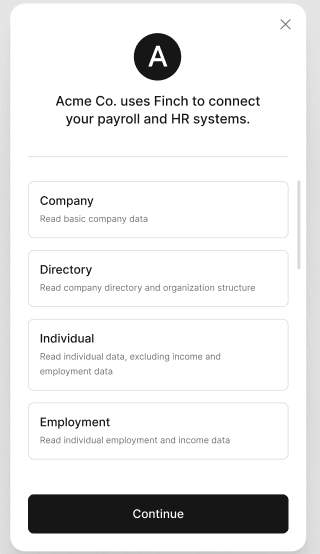 A
Acme Co. uses Finch to connect
your payroll and HR systems.
Company
Read basic company data
Directory
Read company directory and organization structure
Individual
Read individual data, excluding income and
employment data
Employment
Read individual employment and income data
Continue